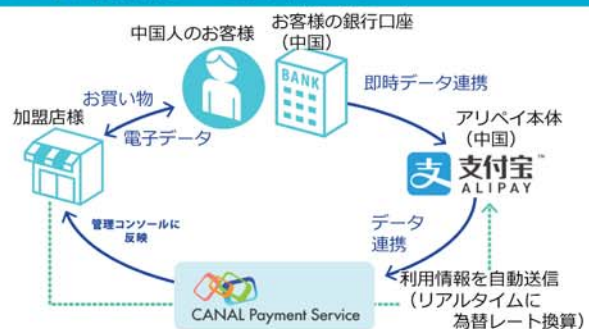 中国人のお客様
お客様の銀行口座
（中国）
BANK
お買い物
電子データ
即時データ連携
加盟店様
アリペイ本体
（中国）
支 支付宝™
ALIPAY
管理コンソールに
反映
データ
連携
CANAL Payment Service
利用情報を自動送信
（リアルタイムに
為替レート換算）